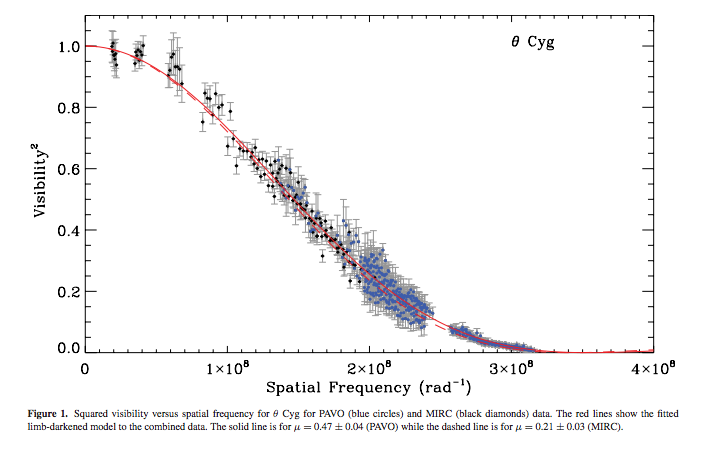 θ Cyg
1.0
0.8
0.6
0.4
0.2
0.0
Visibility²
0
1×10⁸
2×10⁸
3×10⁸
4×10⁸
Spatial Frequency (rad⁻¹)
Figure 1. Squared visibility versus spatial frequency for θ Cyg for PAVO (blue circles) and MIRC (black diamonds) data. The red lines show the fitted
limb-darkened model to the combined data. The solid line is for μ = 0.47 ± 0.04 (PAVO) while the dashed line is for μ = 0.21 ± 0.03 (MIRC).